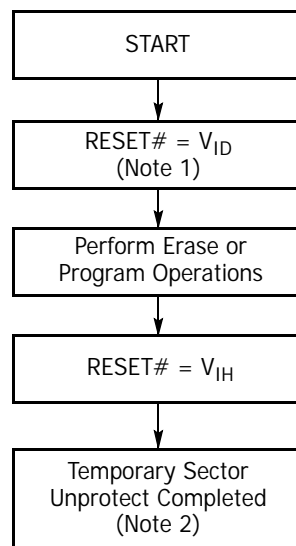 START
RESET# = VID
(Note 1)
Perform Erase or
Program Operations
RESET# = VIH
Temporary Sector
Unprotect Completed
(Note 2)